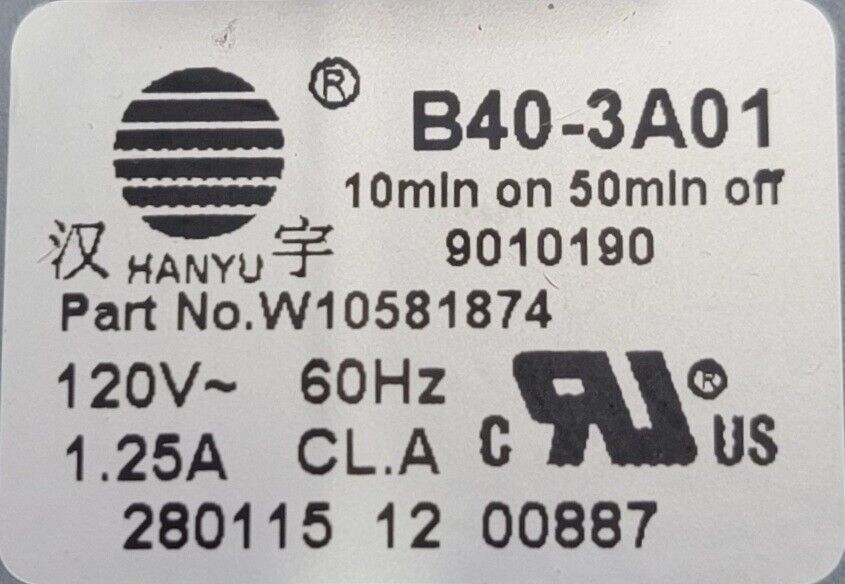 ®
B40-3A01
10min on 50min off
汉 HANYU 宇
9010190
Part No.W10581874
120V~ 60Hz
1.25A CL.A
C RU ® US
280115 12 00887